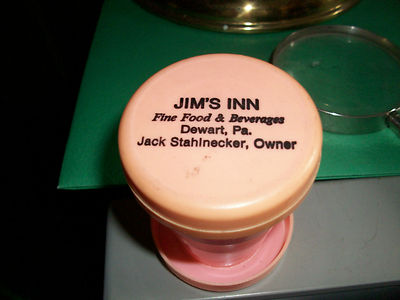 JIM'S INN
Fine Food & Beverages
Dewart, Pa.
Jack Stahlnecker, Owner